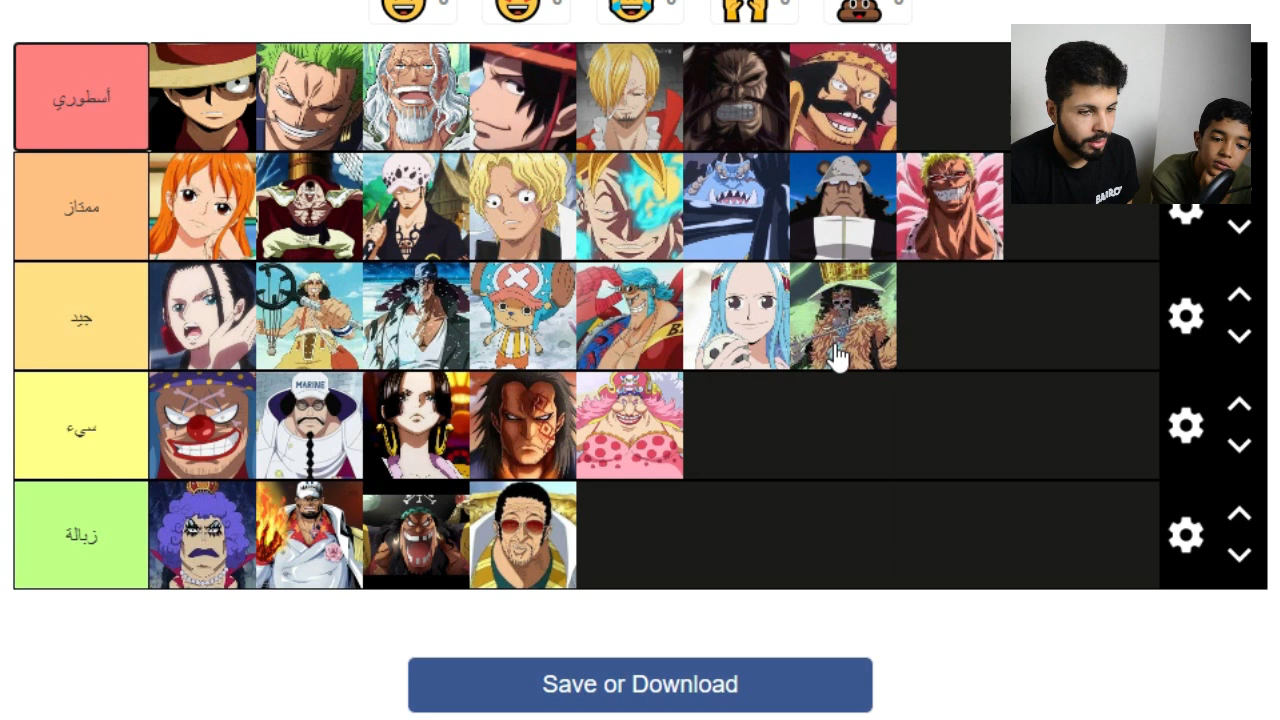 أسطوري
ممتاز
جيد
MARINE
سيء
زبالة
Save or Download